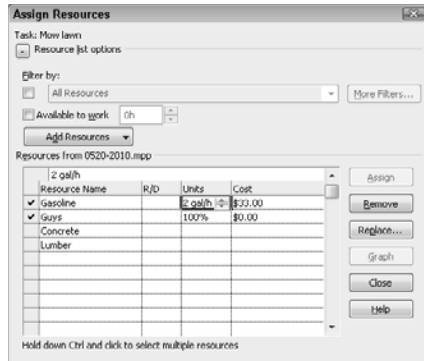 Assign Resources
Task: Mow lawn
- Resource list options
Filter by:
All Resources
More Filters...
Available to work 0h
Add Resources
Resources from 0520-2010.mpp
2 gal/h
Assign
Resource Name R/D Units Cost
Gasoline 2 gal/h $33.00
Remove
Guys 100% $0.00
Concrete
Replace...
Lumber
Graph
Close
Help
Hold down Ctrl and click to select multiple resources